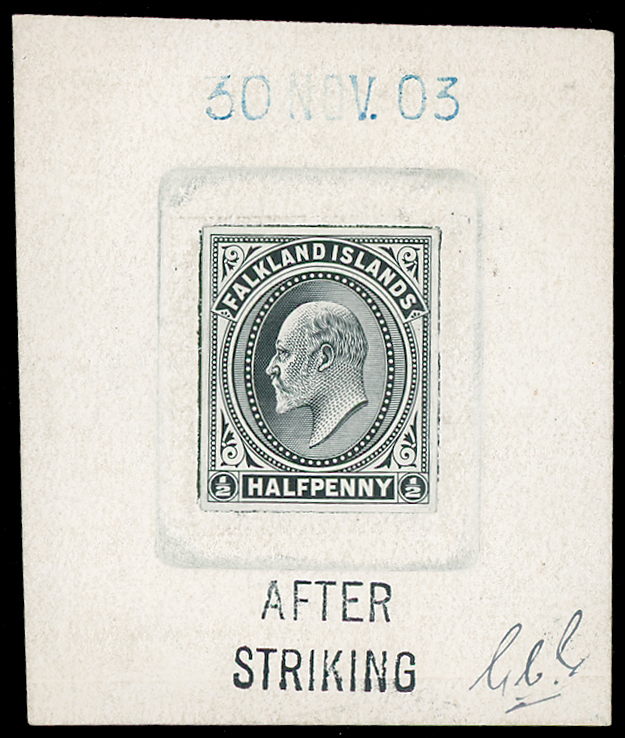 30 NOV. 03
FALKLAND ISLANDS
1/2 HALFPENNY 1/2
AFTER
STRIKING